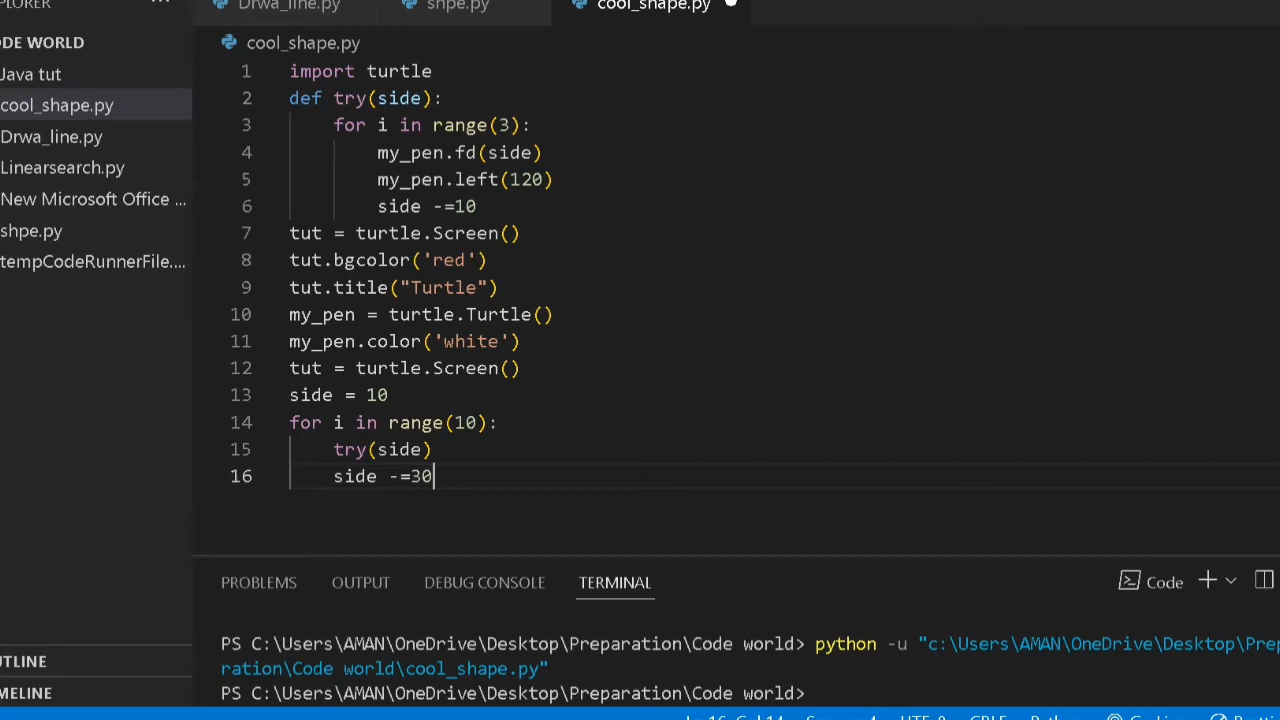 PLORER ...
Drwa_line.py shpe.py cool_shape.py
ODE WORLD
Java tut
cool_shape.py
Drwa_line.py
Linearsearch.py
New Microsoft Office ...
shpe.py
tempCodeRunnerFile....
UTLINE
MELINE
cool_shape.py
1 import turtle
2 def try(side):
3 for i in range(3):
4 my_pen.fd(side)
5 my_pen.left(120)
6 side -=10
7 tut = turtle.Screen()
8 tut.bgcolor('red')
9 tut.title("Turtle")
10 my_pen = turtle.Turtle()
11 my_pen.color('white')
12 tut = turtle.Screen()
13 side = 10
14 for i in range(10):
15 try(side)
16 side -=30
PROBLEMS OUTPUT DEBUG CONSOLE TERMINAL Code
PS C:\Users\AMAN\OneDrive\Desktop\Preparation\Code world> python -u "c:\Users\AMAN\OneDrive\Desktop\Prep
ration\Code world\cool_shape.py"
PS C:\Users\AMAN\OneDrive\Desktop\Preparation\Code world>